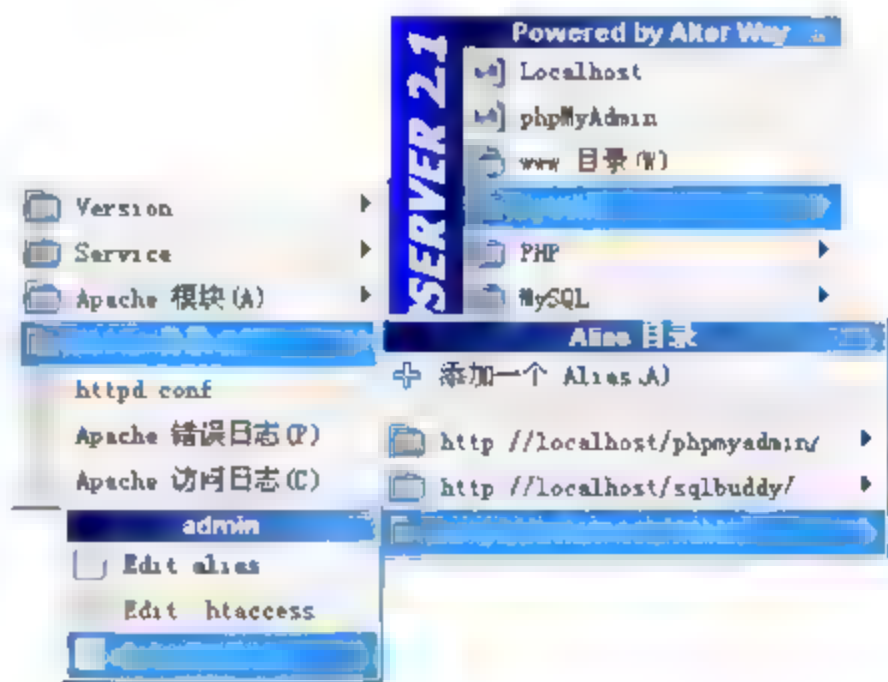 Powered by Alter Way
SERVER 2.1
Localhost
phpMyAdmin
www 目录(W)
PHP
MySQL
Version
Service
Apache 模块(A)
httpd conf
Apache 错误日志(P)
Apache 访问日志(C)
Alias 目录
添加一个 Alias(A)
http //localhost/phpmyadmin/
http //localhost/sqlbuddy/
admin
Edit alias
Edit htaccess